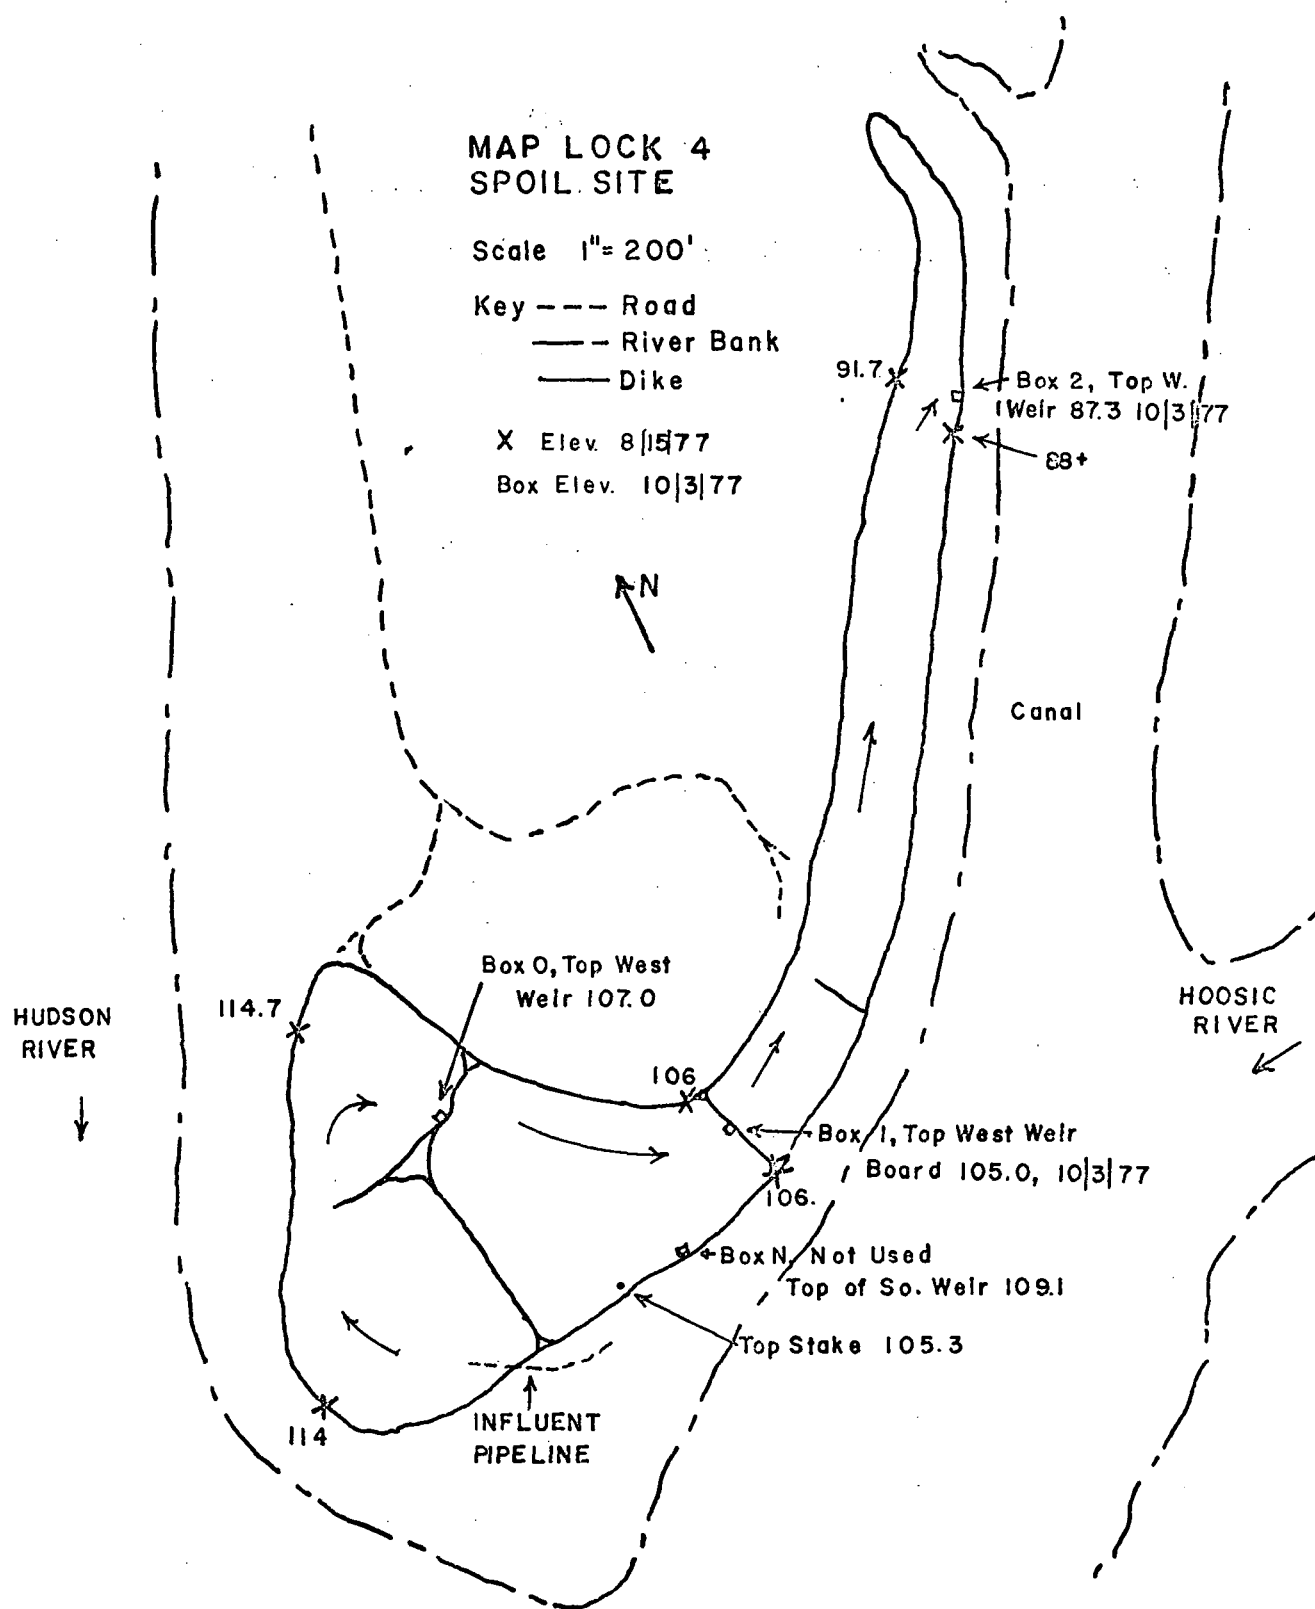 MAP LOCK 4
SPOIL SITE
Scale 1"= 200'
Key --- Road
River Bank
Dike
X Elev. 8|15|77
Box Elev. 10|3|77
N
91.7
Box 2, Top W.
Weir 87.3 10|3|77
88+
Canal
Box O, Top West
Weir 107.0
114.7
HUDSON
RIVER
HOOSIC
RIVER
106
Box 1, Top West Weir
Board 105.0, 10|3|77
106.
Box N, Not Used
Top of So. Weir 109.1
Top Stake 105.3
114
INFLUENT
PIPELINE